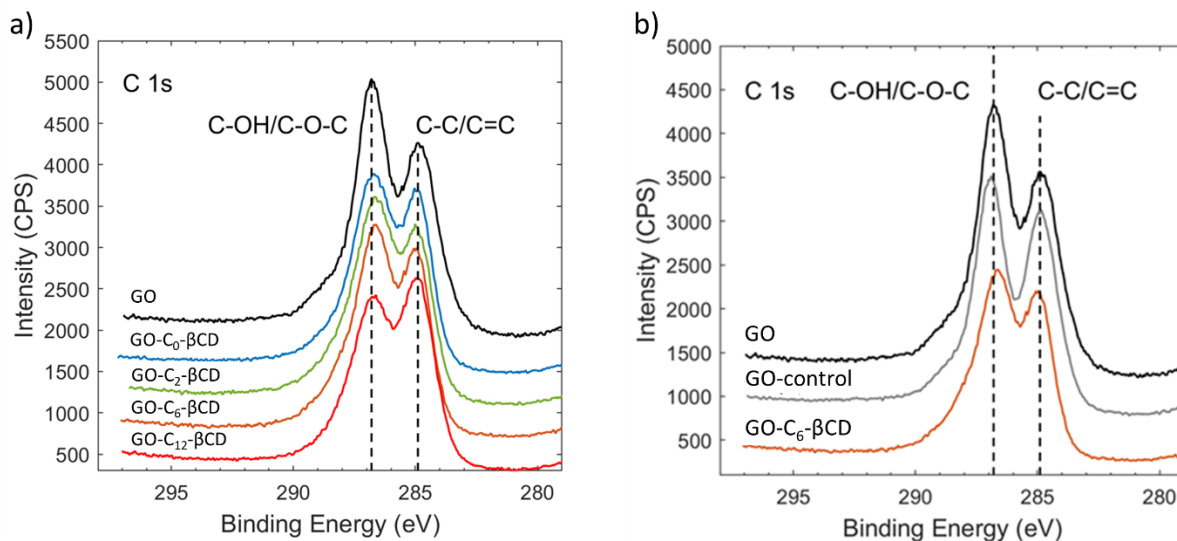 a)
5500
5000
4500
4000
3500
3000
2500
2000
1500
1000
500
Intensity (CPS)
C 1s
C-OH/C-O-C
C-C/C=C
GO
GO-C₀-βCD
GO-C₂-βCD
GO-C₆-βCD
GO-C₁₂-βCD
295 290 285 280
Binding Energy (eV)
b)
5000
4500
4000
3500
3000
2500
2000
1500
1000
500
Intensity (CPS)
C 1s C-OH/C-O-C C-C/C=C
GO
GO-control
GO-C₆-βCD
295 290 285 280
Binding Energy (eV)